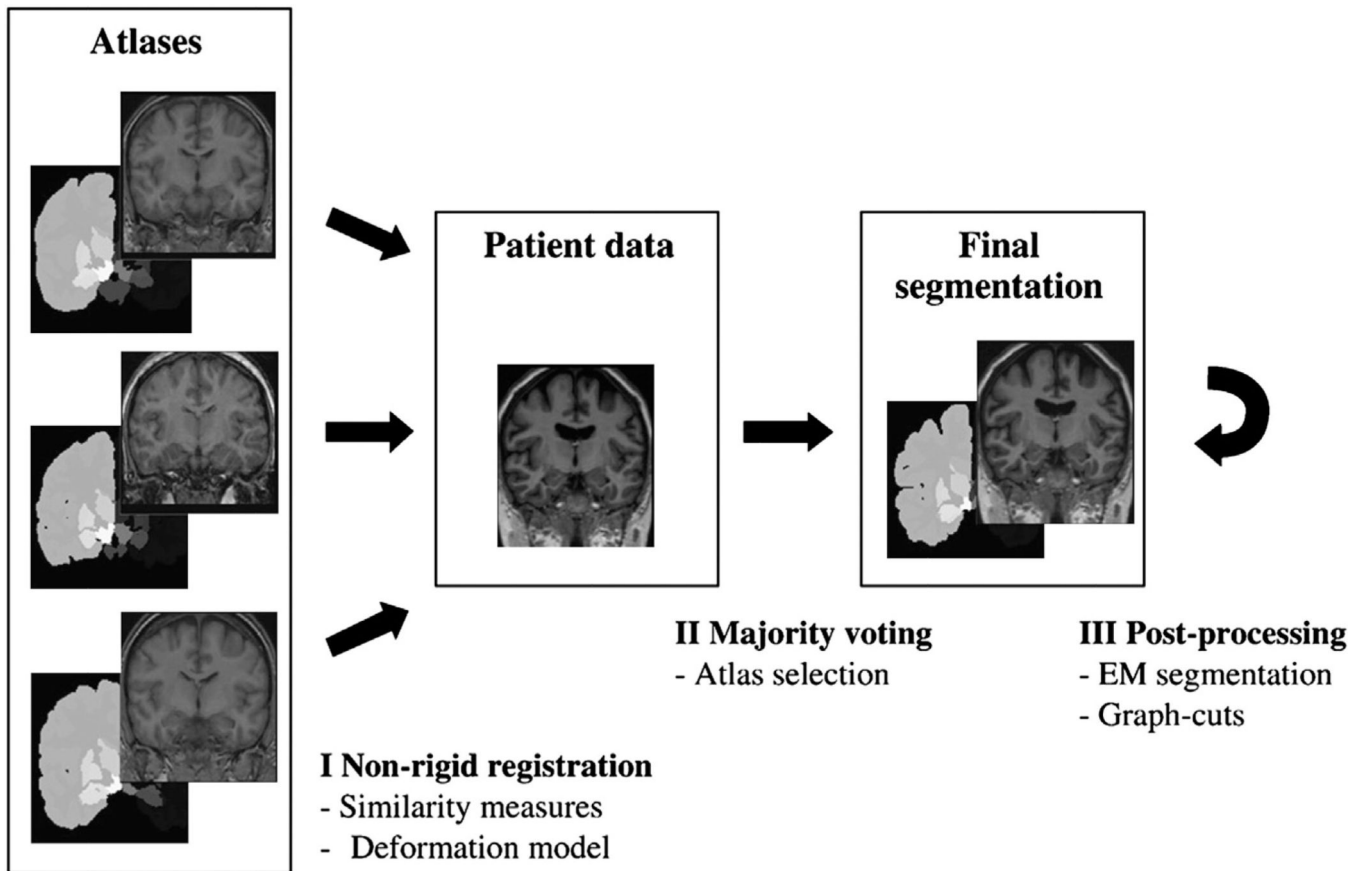 Atlases
Patient data
Final
segmentation
I Non-rigid registration
- Similarity measures
- Deformation model
II Majority voting
- Atlas selection
III Post-processing
- EM segmentation
- Graph-cuts